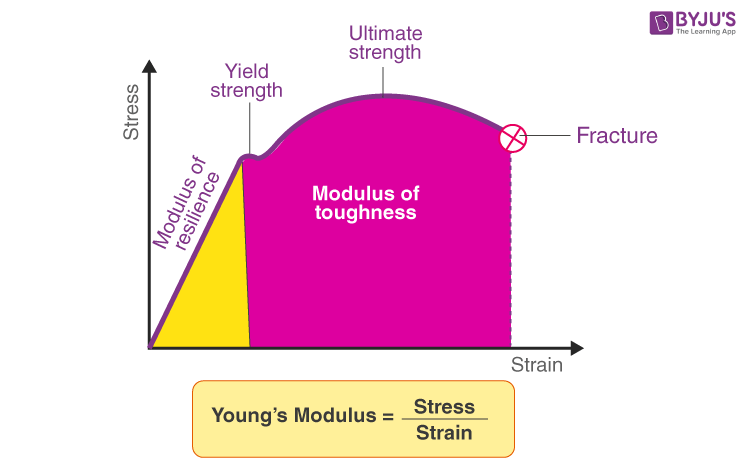 BYJU'S
The Learning App
Ultimate
strength
Yield
strength
Stress
Fracture
Modulus of
resilience
Modulus of
toughness
Strain
Young's Modulus = Stress
Strain